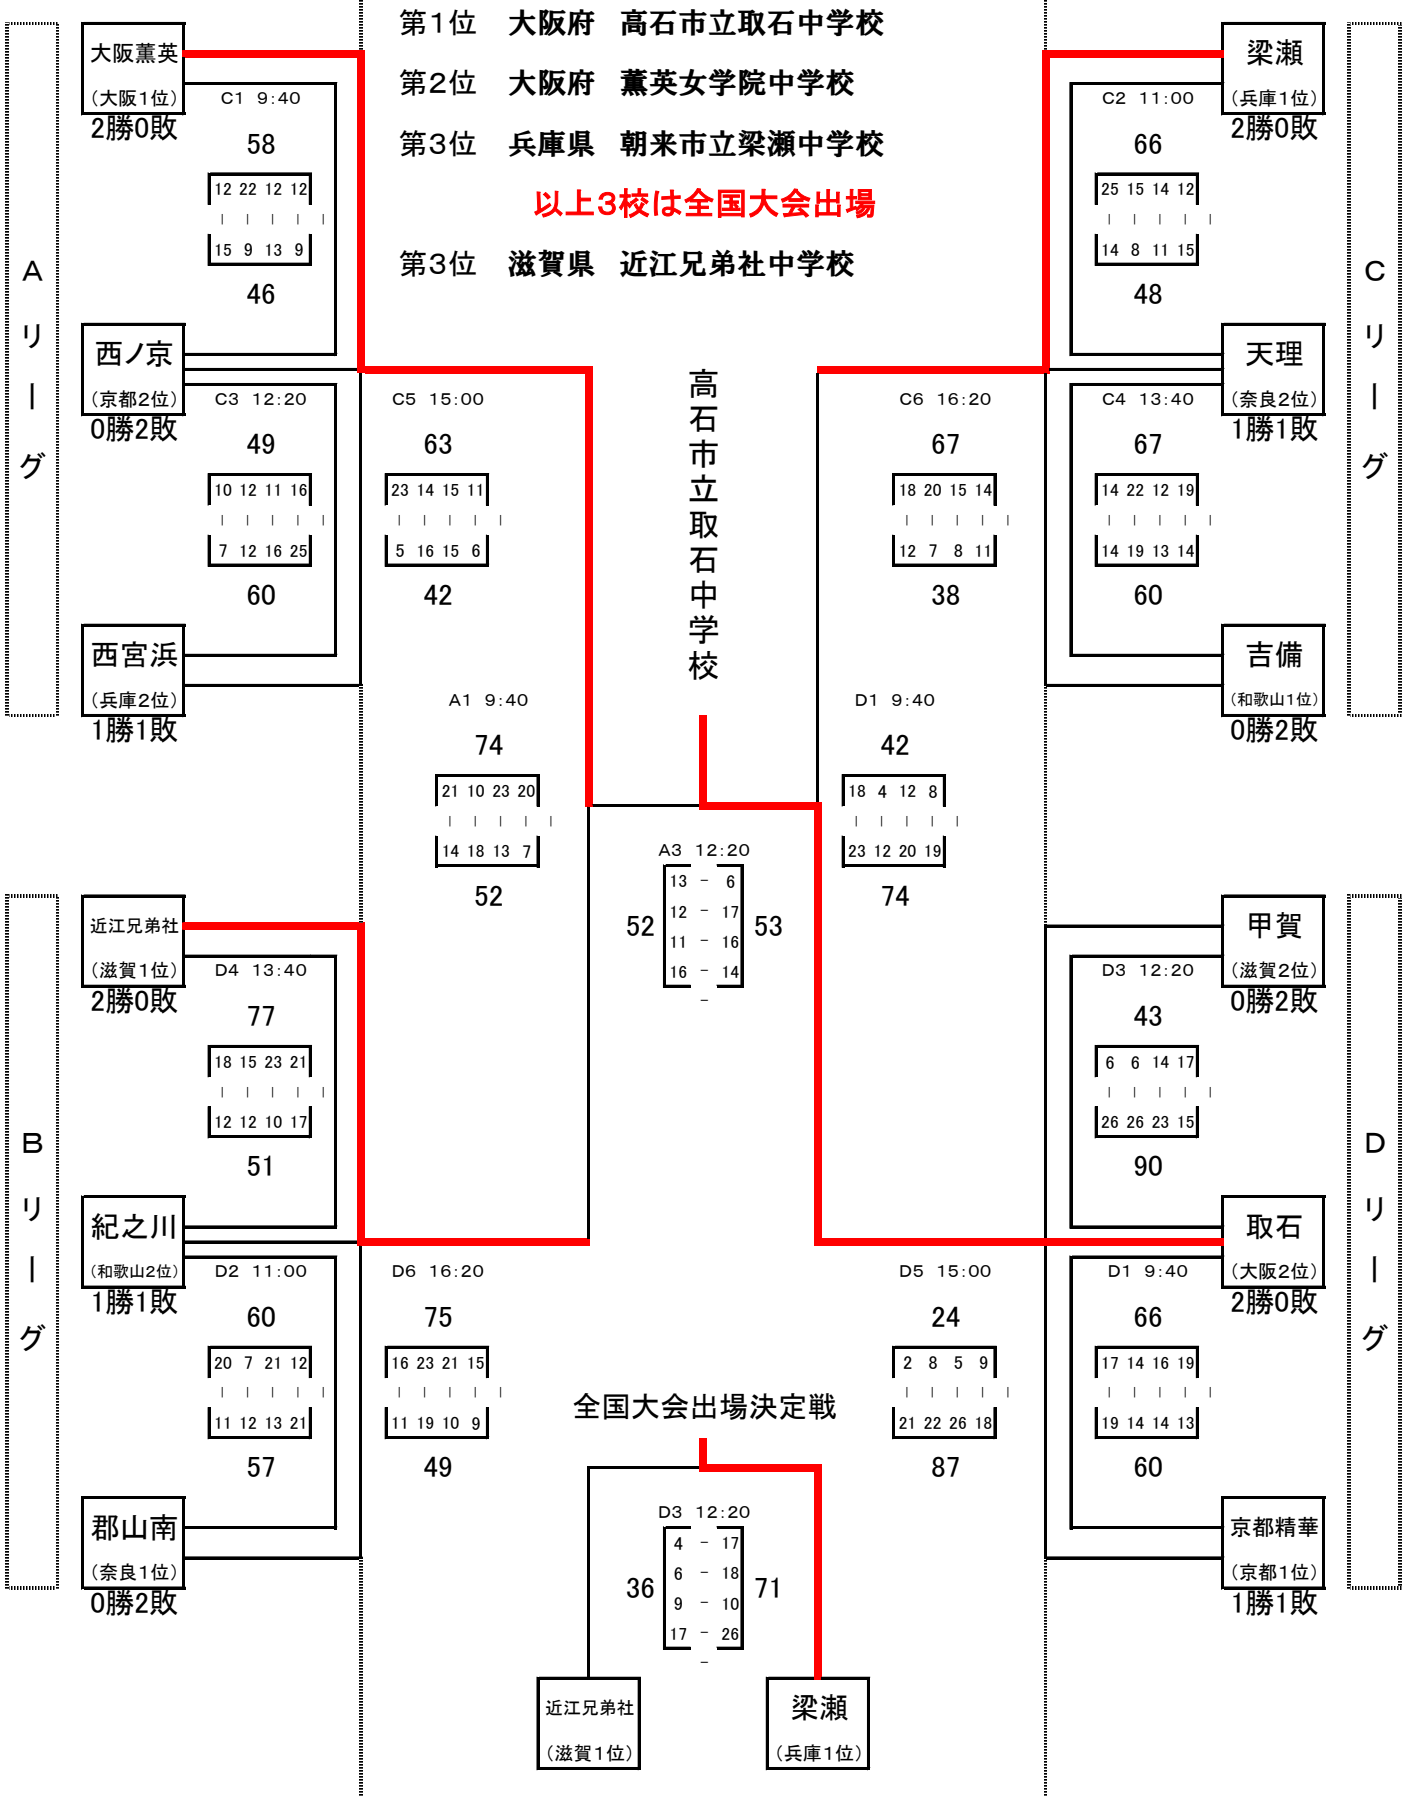 第1位 大阪府 高石市立取石中学校
第2位 大阪府 薫英女学院中学校
第3位 兵庫県 朝来市立梁瀬中学校
以上3校は全国大会出場
第3位 滋賀県 近江兄弟社中学校
Aリーグ
大阪薫英
(大阪1位)
2勝0敗
C1 9:40
58
12 22 12 12
| | | | |
15 9 13 9
46
西ノ京
(京都2位)
0勝2敗
C3 12:20
49
10 12 11 16
| | | | |
7 12 16 25
60
西宮浜
(兵庫2位)
1勝1敗
C5 15:00
63
23 14 15 11
| | | | |
5 16 15 6
42
Bリーグ
近江兄弟社
(滋賀1位)
2勝0敗
D4 13:40
77
18 15 23 21
| | | | |
12 12 10 17
51
紀之川
(和歌山2位)
1勝1敗
D2 11:00
60
20 7 21 12
| | | | |
11 12 13 21
57
郡山南
(奈良1位)
0勝2敗
D6 16:20
75
16 23 21 15
| | | | |
11 19 10 9
49
A1 9:40
74
21 10 23 20
| | | | |
14 18 13 7
52
高石市立取石中学校
A3 12:20
52
13 - 6
12 - 17
11 - 16
16 - 14
-
53
D1 9:40
42
18 4 12 8
| | | | |
23 12 20 19
74
Cリーグ
梁瀬
(兵庫1位)
2勝0敗
C2 11:00
66
25 15 14 12
| | | | |
14 8 11 15
48
天理
(奈良2位)
1勝1敗
C4 13:40
67
14 22 12 19
| | | | |
14 19 13 14
60
吉備
(和歌山1位)
0勝2敗
C6 16:20
67
18 20 15 14
| | | | |
12 7 8 11
38
Dリーグ
甲賀
(滋賀2位)
0勝2敗
D3 12:20
43
6 6 14 17
| | | | |
26 26 23 15
90
取石
(大阪2位)
2勝0敗
D1 9:40
66
17 14 16 19
| | | | |
19 14 14 13
60
京都精華
(京都1位)
1勝1敗
D5 15:00
24
2 8 5 9
| | | | |
21 22 26 18
87
全国大会出場決定戦
D3 12:20
36
4 - 17
6 - 18
9 - 10
17 - 26
-
71
近江兄弟社
(滋賀1位)
梁瀬
(兵庫1位)